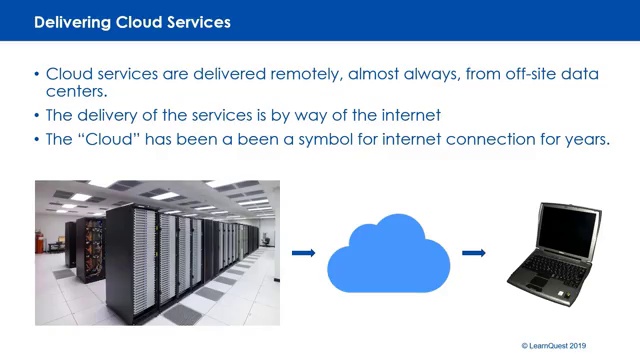 Delivering Cloud Services
• Cloud services are delivered remotely, almost always, from off-site data
centers.
• The delivery of the services is by way of the internet
• The “Cloud” has been a been a symbol for internet connection for years.
© LearnQuest 2019